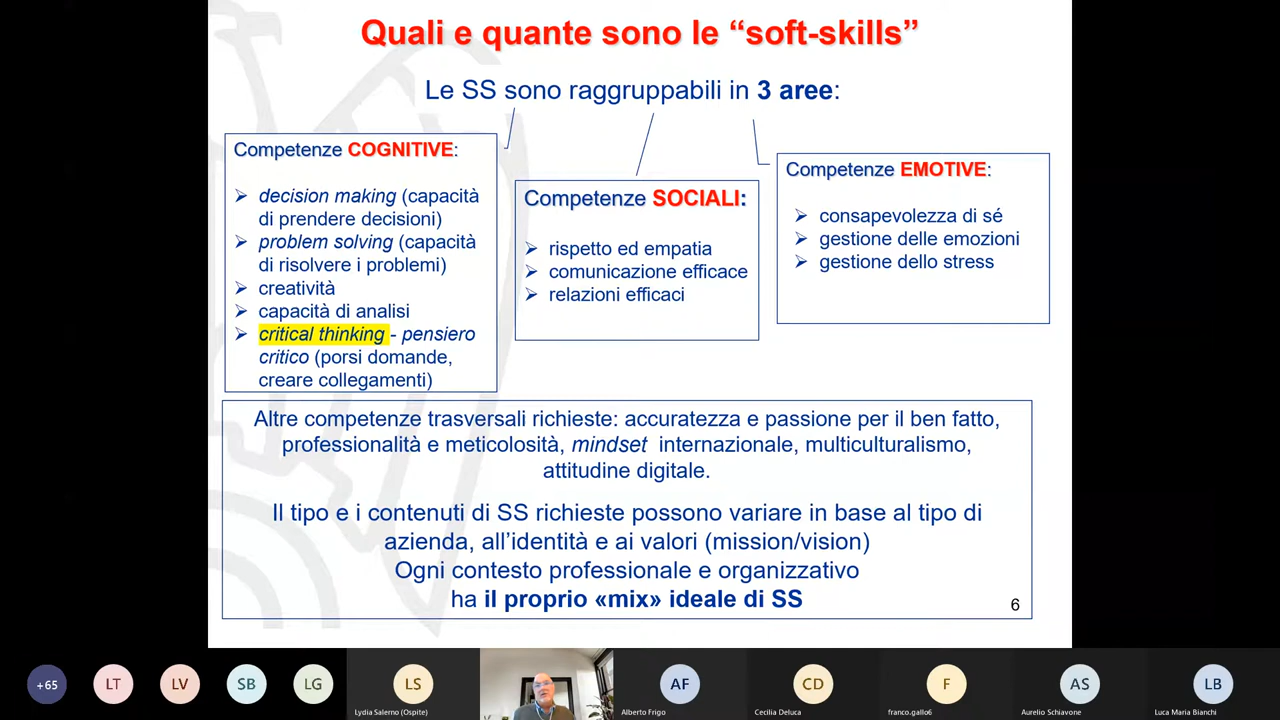 Quali e quante sono le “soft-skills”
Le SS sono raggruppabili in 3 aree:
Competenze COGNITIVE:
decision making (capacità
di prendere decisioni)
problem solving (capacità
di risolvere i problemi)
creatività
capacità di analisi
critical thinking - pensiero
critico (porsi domande,
creare collegamenti)
Competenze SOCIALI:
rispetto ed empatia
comunicazione efficace
relazioni efficaci
Competenze EMOTIVE:
consapevolezza di sé
gestione delle emozioni
gestione dello stress
Altre competenze trasversali richieste: accuratezza e passione per il ben fatto,
professionalità e meticolosità, mindset internazionale, multiculturalismo,
attitudine digitale.
Il tipo e i contenuti di SS richieste possono variare in base al tipo di
azienda, all’identità e ai valori (mission/vision)
Ogni contesto professionale e organizzativo
ha il proprio «mix» ideale di SS
6
+65
LT
LV
SB
LG
LS
Lydia Salerno (Ospite)
AF
Alberto Frigo
CD
Cecilia Deluca
F
franco.gallo6
AS
Aurelio Schiavone
LB
Luca Maria Bianchi